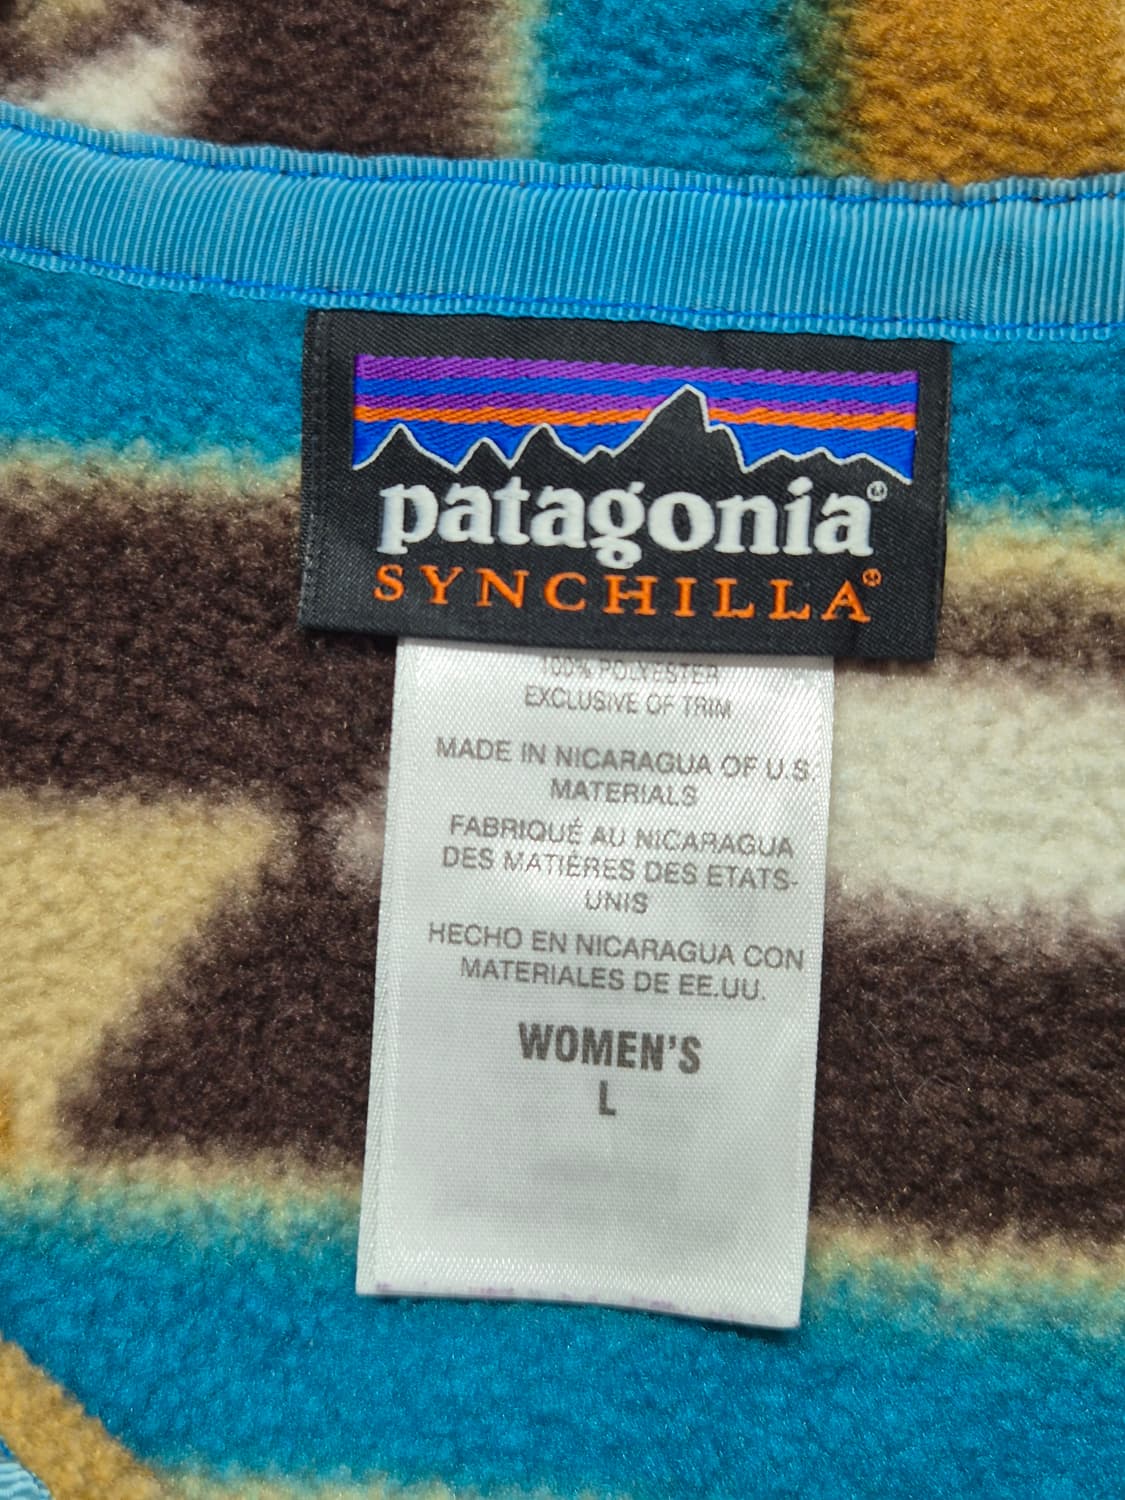 patagonia®
SYNCHILLA®
100% POLYESTER
EXCLUSIVE OF TRIM
MADE IN NICARAGUA OF U.S.
MATERIALS
FABRIQUÉ AU NICARAGUA
DES MATIÈRES DES ETATS-
UNIS
HECHO EN NICARAGUA CON
MATERIALES DE EE.UU.
WOMEN'S
L